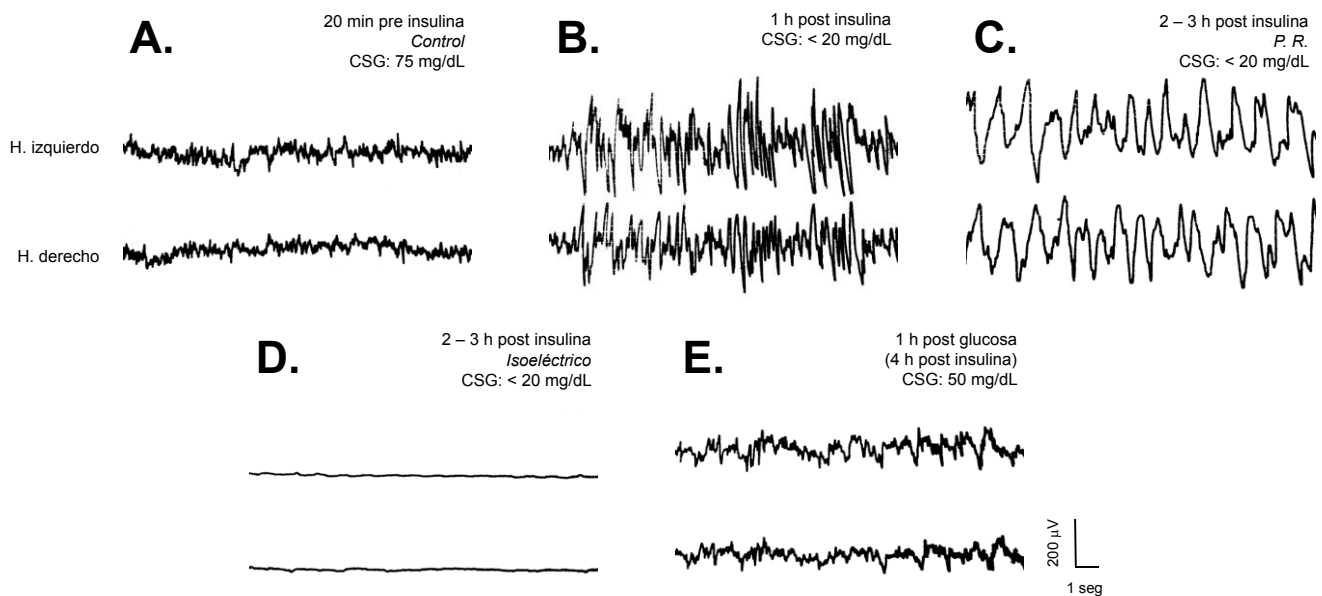 A.
20 min pre insulina
Control
CSG: 75 mg/dL
B.
1 h post insulina
CSG: < 20 mg/dL
C.
2 – 3 h post insulina
P. R.
CSG: < 20 mg/dL
H. izquierdo
H. derecho
D.
2 – 3 h post insulina
Isoeléctrico
CSG: < 20 mg/dL
E.
1 h post glucosa
(4 h post insulina)
CSG: 50 mg/dL
200 μV
1 seg